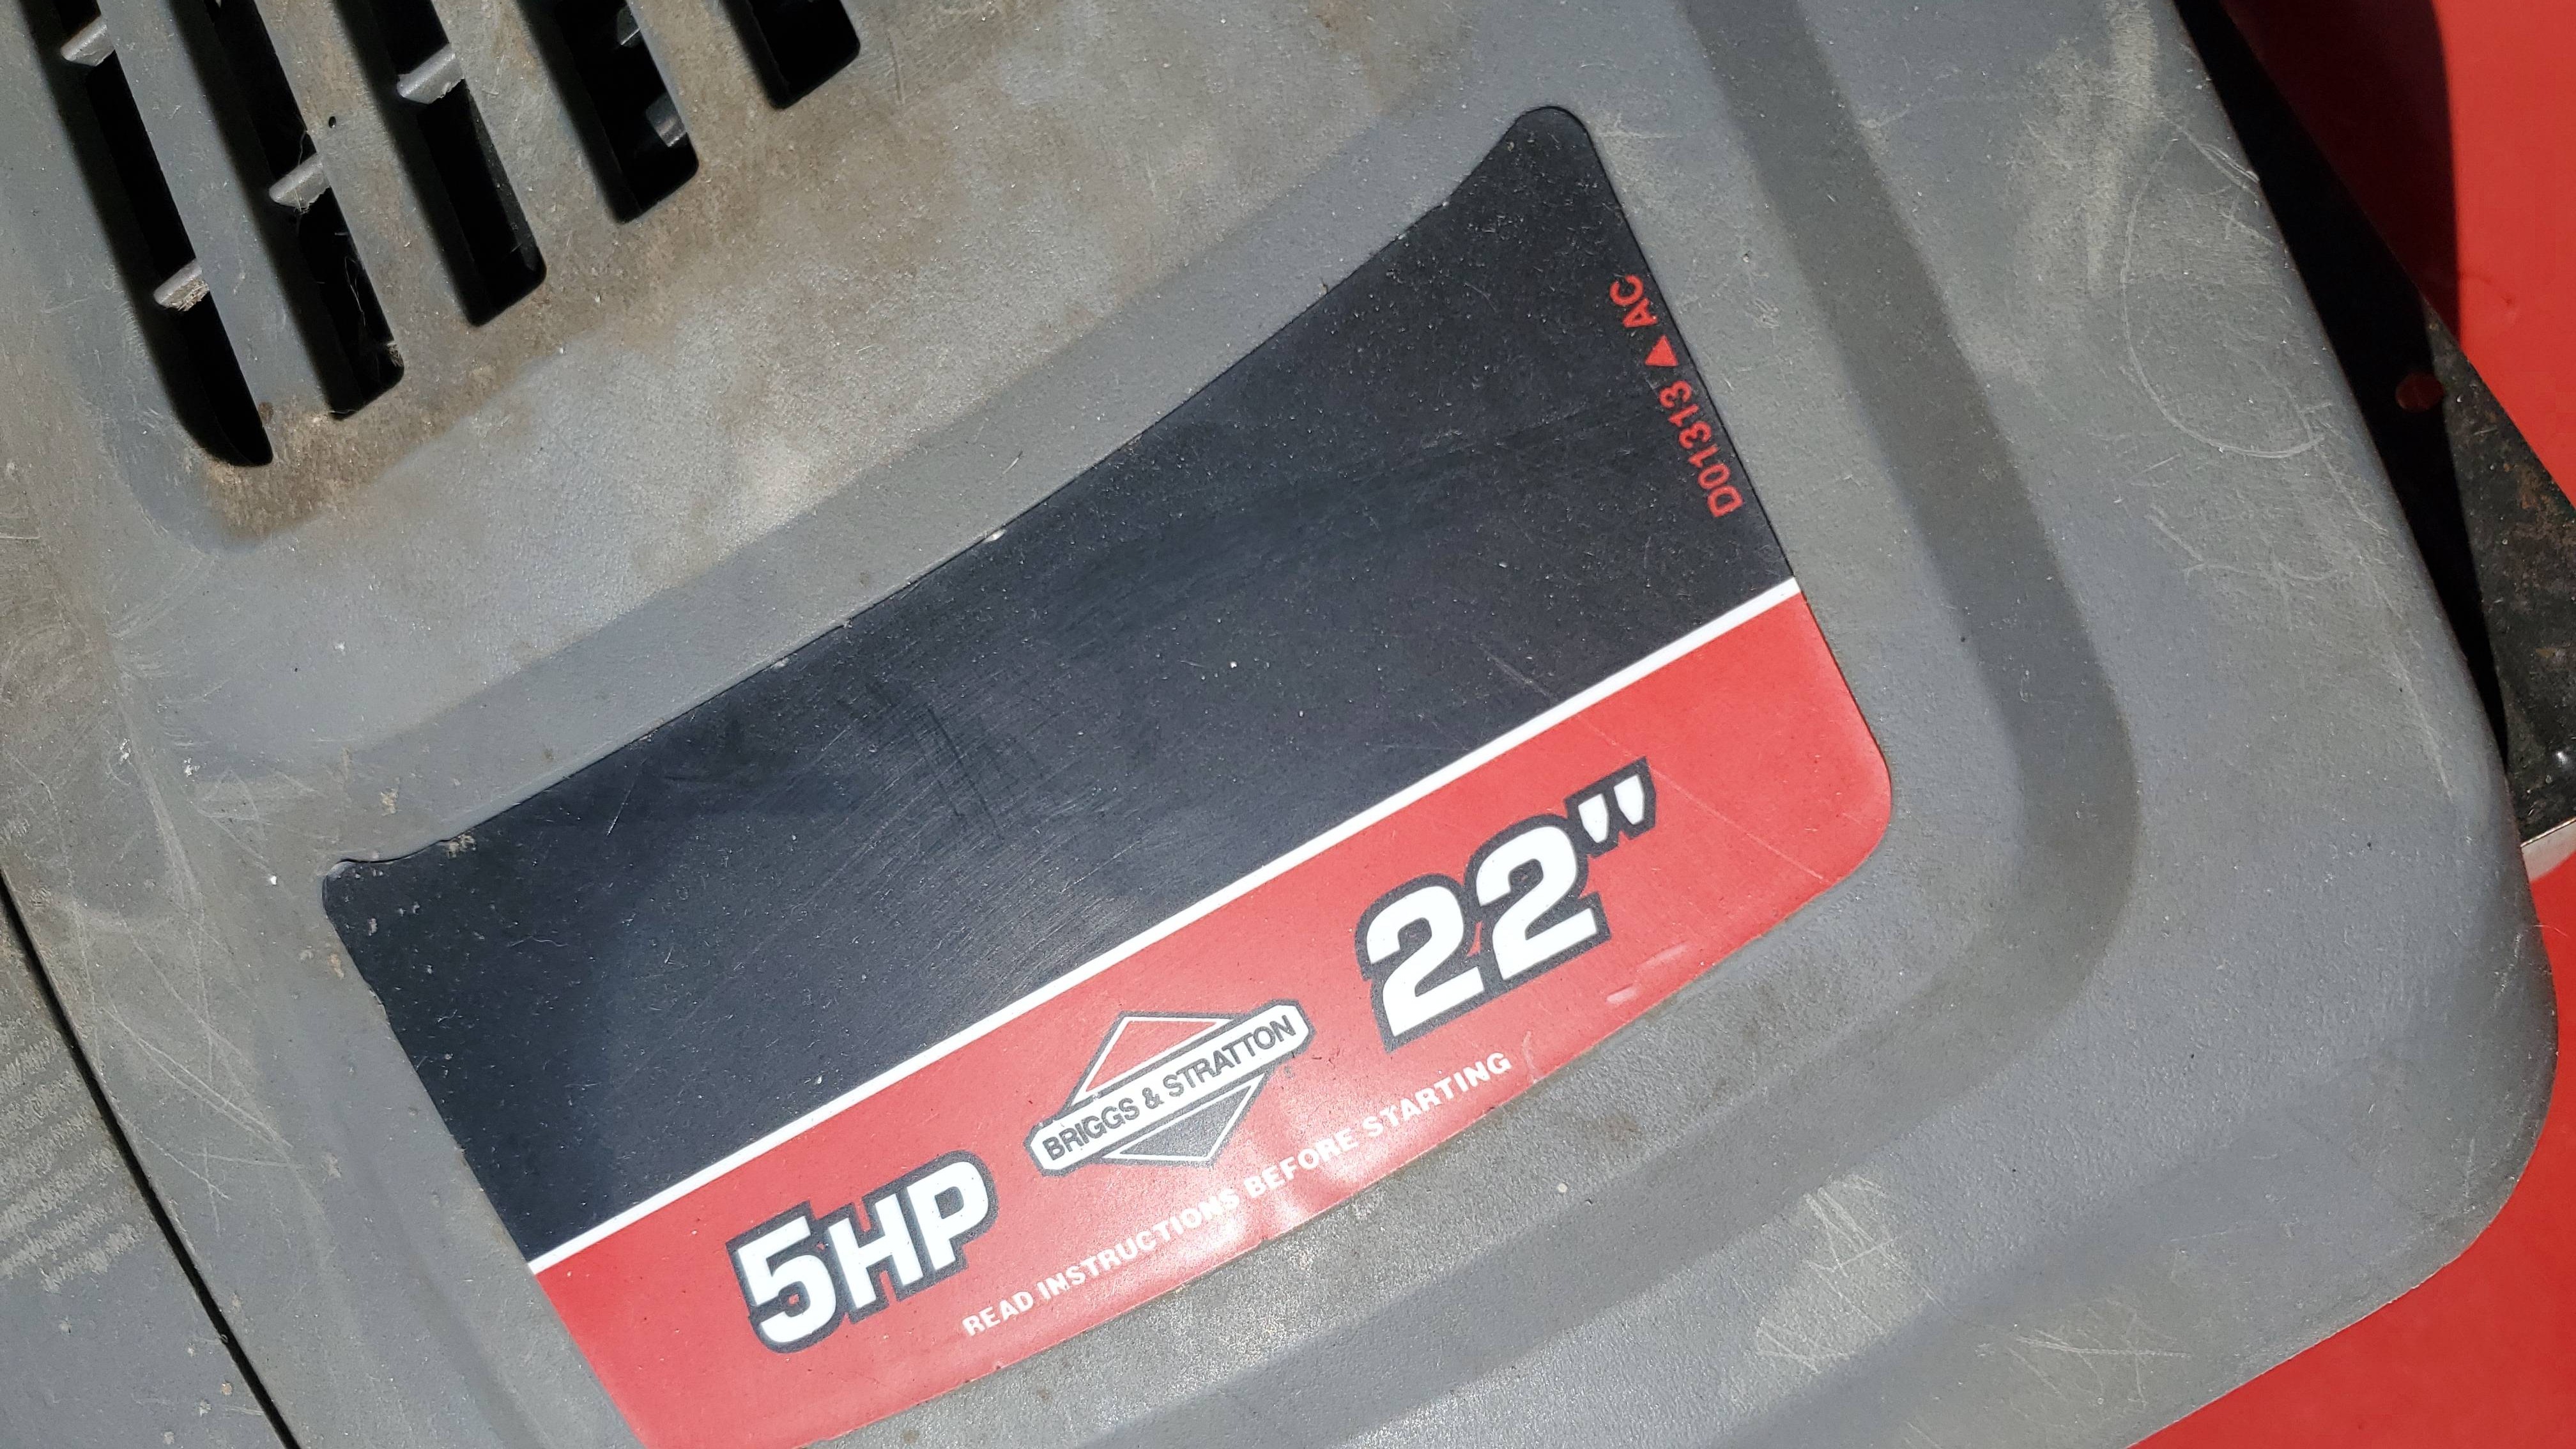 D01313 ▲ AC
5HP
BRIGGS & STRATTON
22"
READ INSTRUCTIONS BEFORE STARTING